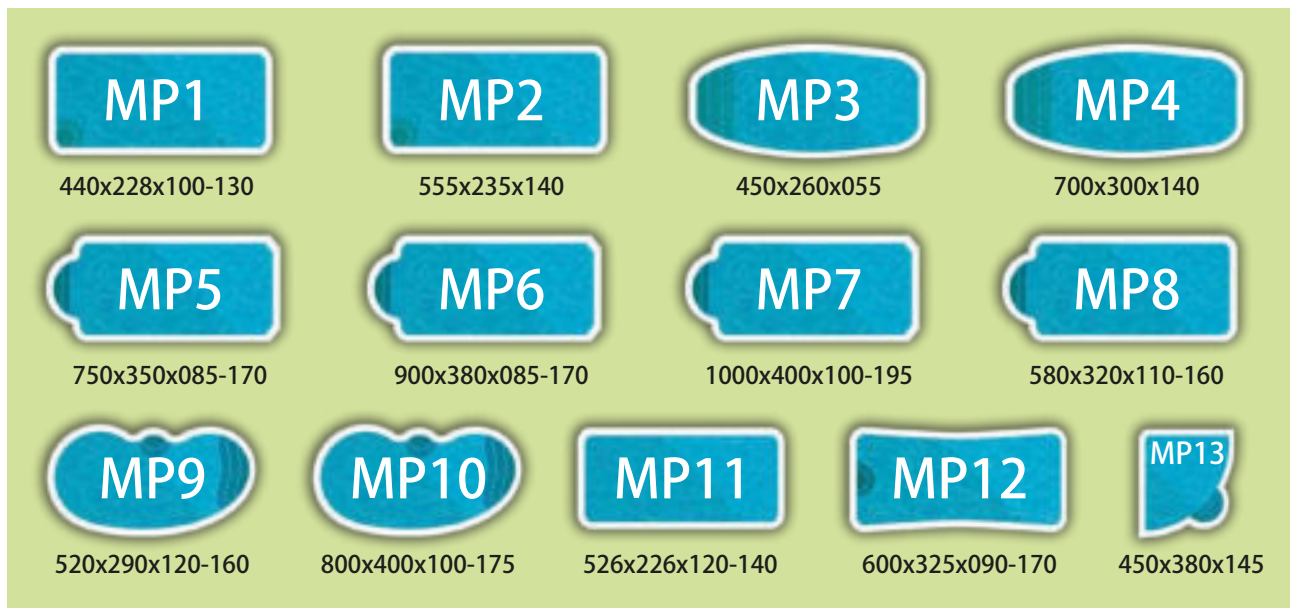 MP1
MP2
MP3
MP4
440x228x100-130
555x235x140
450x260x055
700x300x140
MP5
MP6
MP7
MP8
750x350x085-170
900x380x085-170
1000x400x100-195
580x320x110-160
MP9
MP10
MP11
MP12
MP13
520x290x120-160
800x400x100-175
526x226x120-140
600x325x090-170
450x380x145